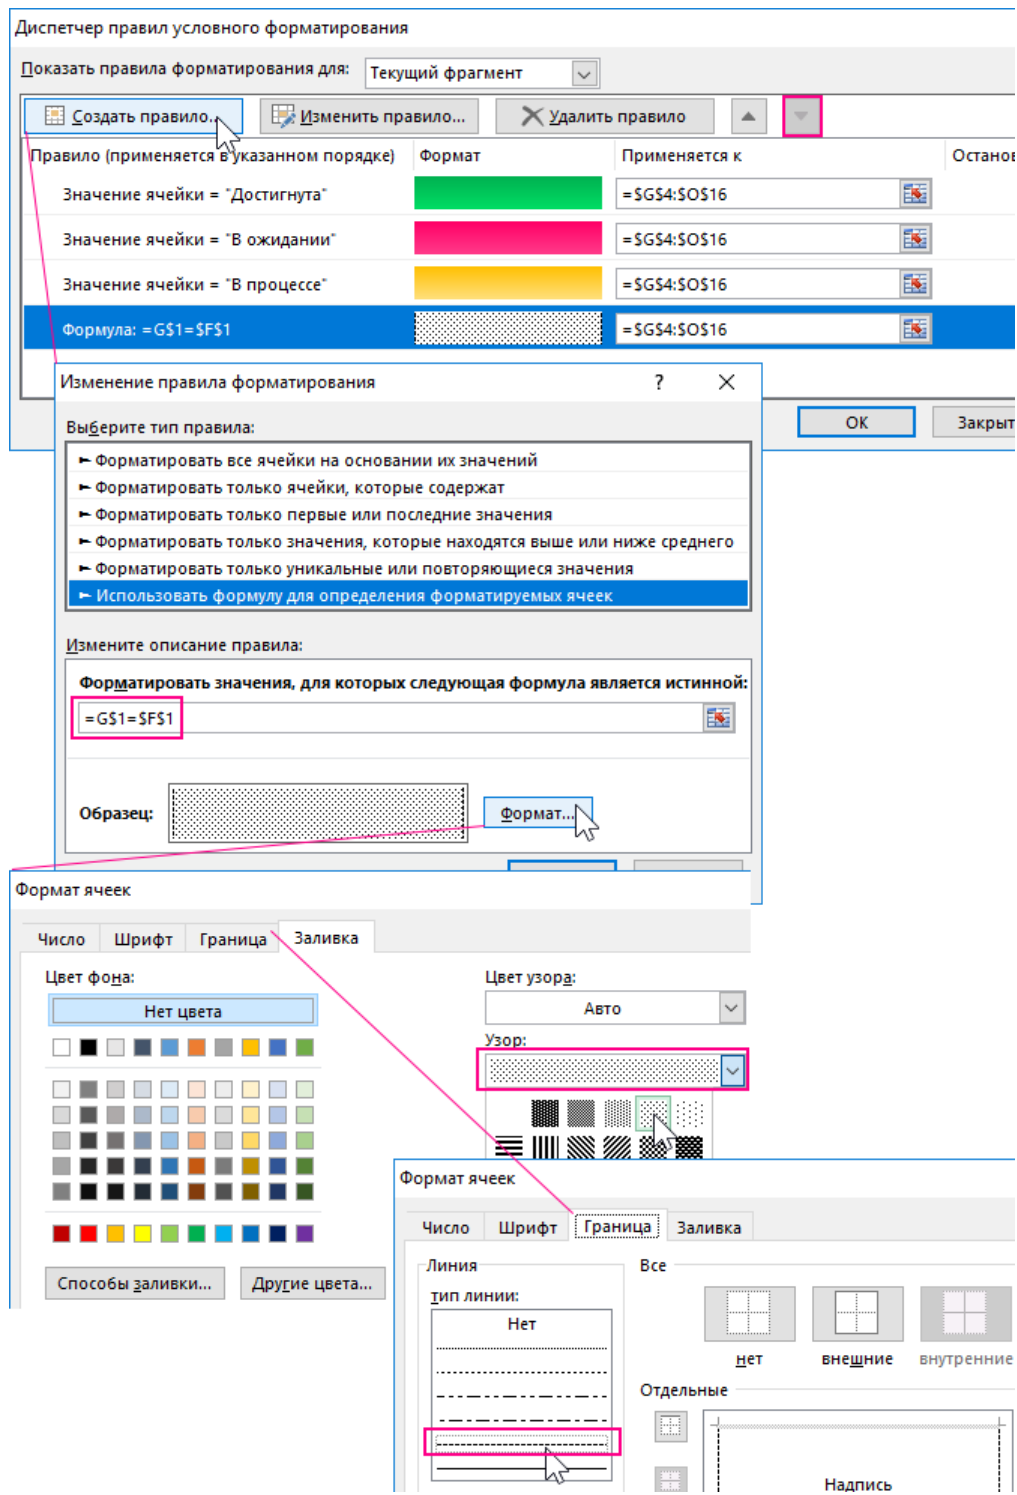 Диспетчер правил условного форматирования
Показать правила форматирования для: Текущий фрагмент
Создать правило... Изменить правило... Удалить правило
Правило (применяется в указанном порядке) Формат Применяется к Останов
Значение ячейки = "Достигнута" =$G$4:$O$16
Значение ячейки = "В ожидании" =$G$4:$O$16
Значение ячейки = "В процессе" =$G$4:$O$16
Формула: =G$1=$F$1 =$G$4:$O$16
ОК Закрыт
Изменение правила форматирования ?
Выберите тип правила:
Форматировать все ячейки на основании их значений
Форматировать только ячейки, которые содержат
Форматировать только первые или последние значения
Форматировать только значения, которые находятся выше или ниже среднего
Форматировать только уникальные или повторяющиеся значения
Использовать формулу для определения форматируемых ячеек
Измените описание правила:
Форматировать значения, для которых следующая формула является истинной:
=G$1=$F$1
Образец: Формат...
Формат ячеек
Число Шрифт Граница Заливка
Цвет фона: Цвет узора:
Нет цвета Авто
Узор:
Способы заливки... Другие цвета...
Формат ячеек
Число Шрифт Граница Заливка
Линия Все
тип линии:
Нет
нет внешние внутренние
Отдельные
Надпись